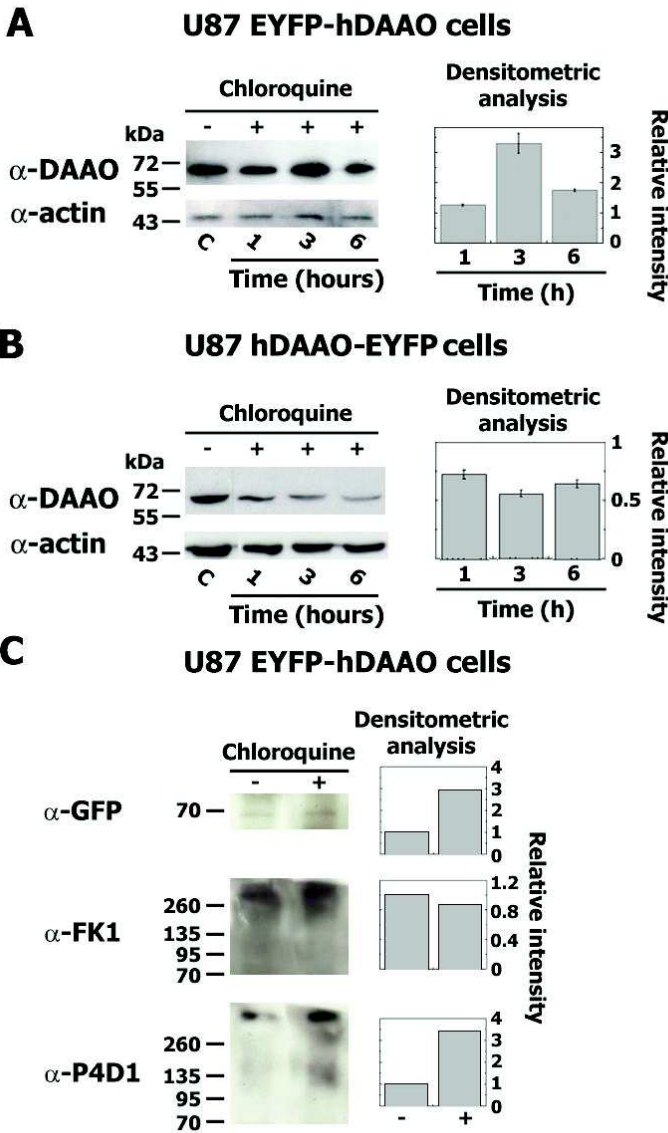 A U87 EYFP-hDAAO cells
Chloroquine
Densitometric
analysis
kDa - + + +
α-DAAO 72
55
α-actin 43
C 1 3 6
Time (hours)
3
2
1
0
Relative intensity
1 3 6
Time (h)
B U87 hDAAO-EYFP cells
Chloroquine
Densitometric
analysis
kDa - + + +
α-DAAO 72
55
α-actin 43
C 1 3 6
Time (hours)
1
0.5
0
Relative intensity
1 3 6
Time (h)
C U87 EYFP-hDAAO cells
Chloroquine
- +
Densitometric
analysis
α-GFP 70
4
3
2
1
0
α-FK1
260
135
95
70
1.2
0.8
0.4
0
Relative intensity
α-P4D1
260
135
95
70
4
3
2
1
0
- +